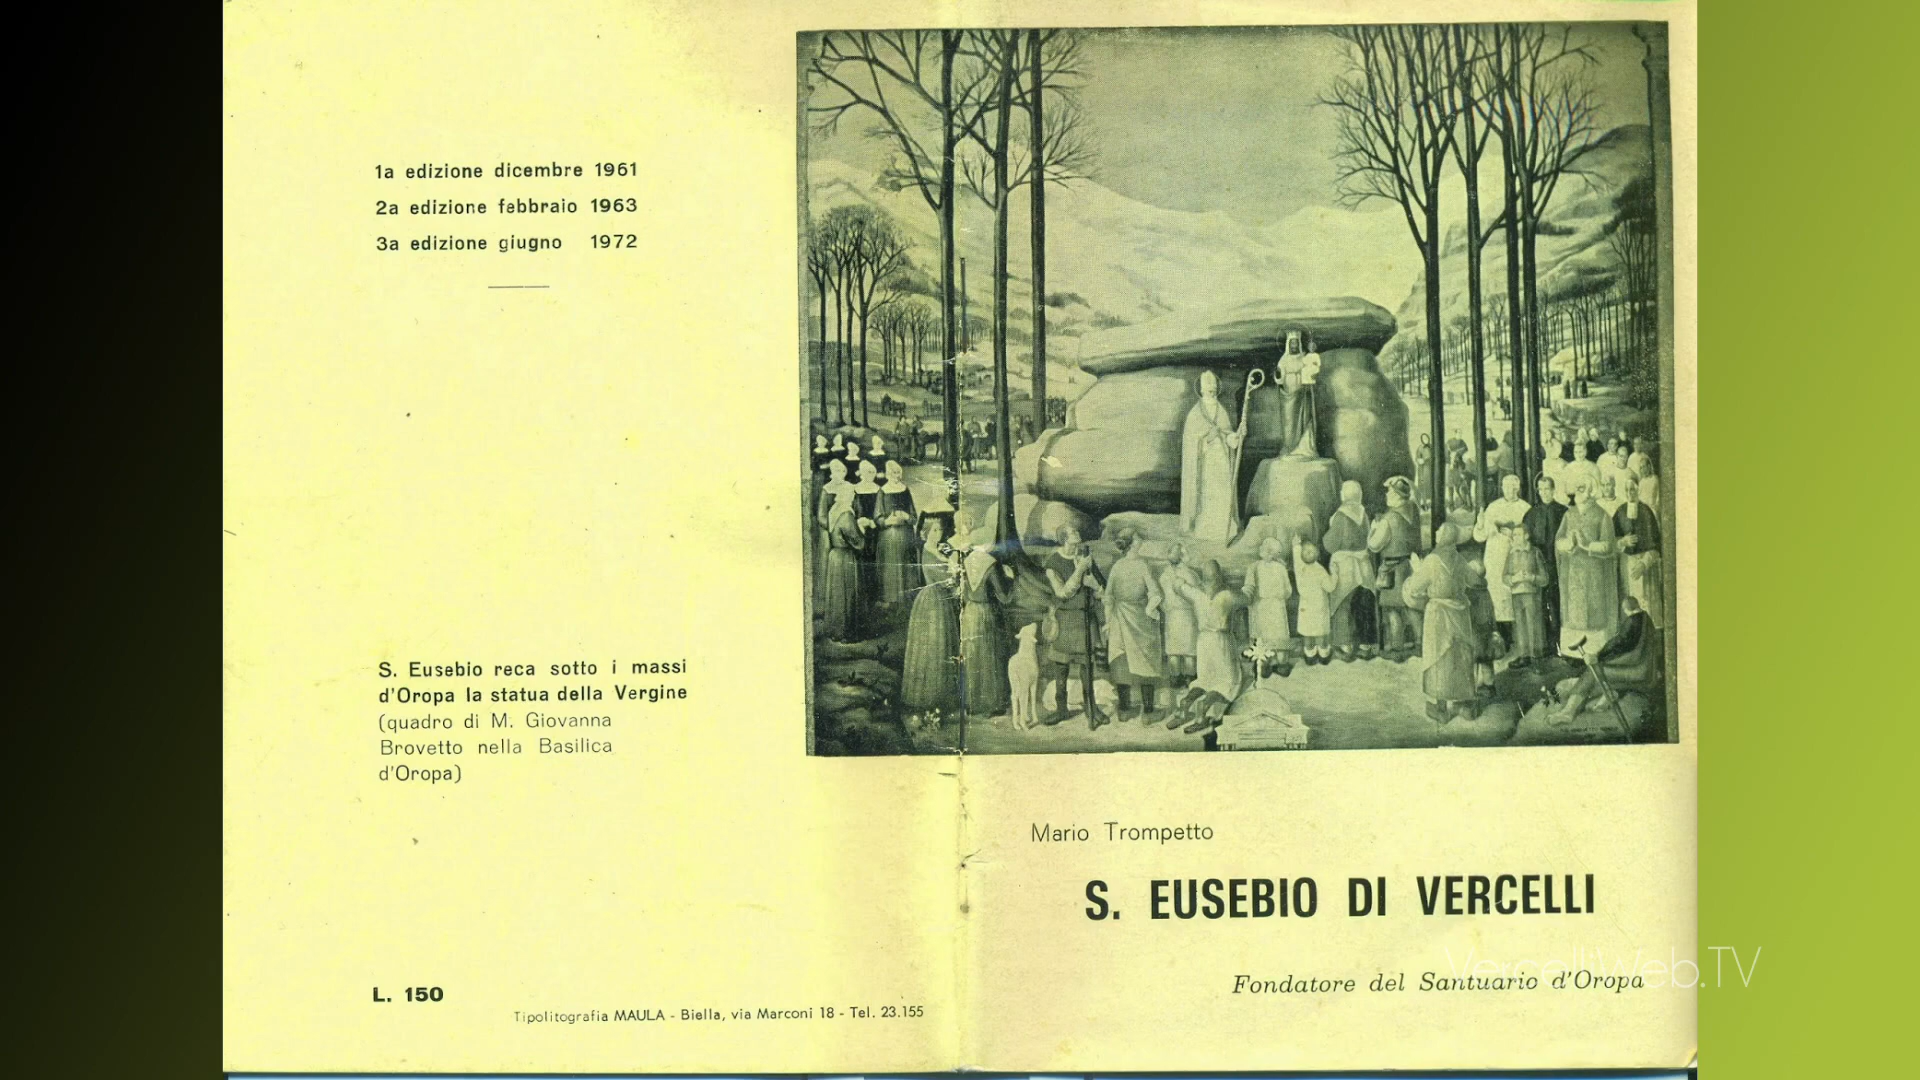 1a edizione dicembre 1961
2a edizione febbraio 1963
3a edizione giugno 1972
S. Eusebio reca sotto i massi
d'Oropa la statua della Vergine
(quadro di M. Giovanna
Brovetto nella Basilica
d'Oropa)
L. 150
Tipolitografia MAULA - Biella, via Marconi 18 - Tel. 23.155
Mario Trompetto
S. EUSEBIO DI VERCELLI
Fondatore del Santuario d'Oropa
VercelliWeb.TV